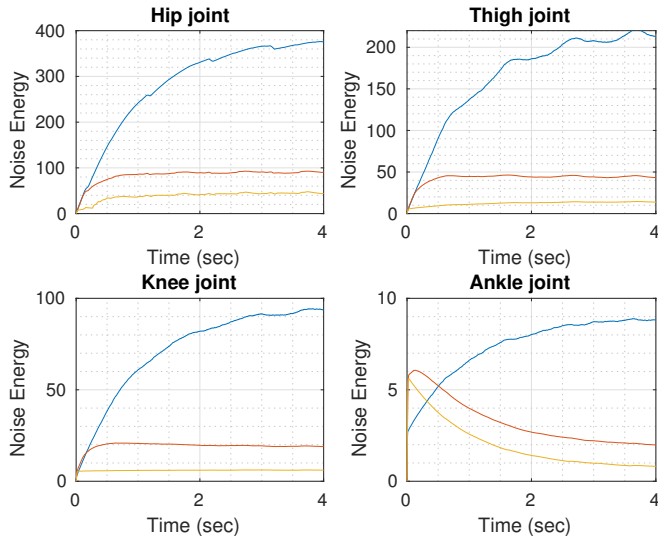 Hip joint
Noise Energy
400
300
200
100
0
0 2 4
Time (sec)
Thigh joint
Noise Energy
200
150
100
50
0
0 2 4
Time (sec)
Knee joint
Noise Energy
100
50
0
0 2 4
Time (sec)
Ankle joint
Noise Energy
10
5
0
0 2 4
Time (sec)